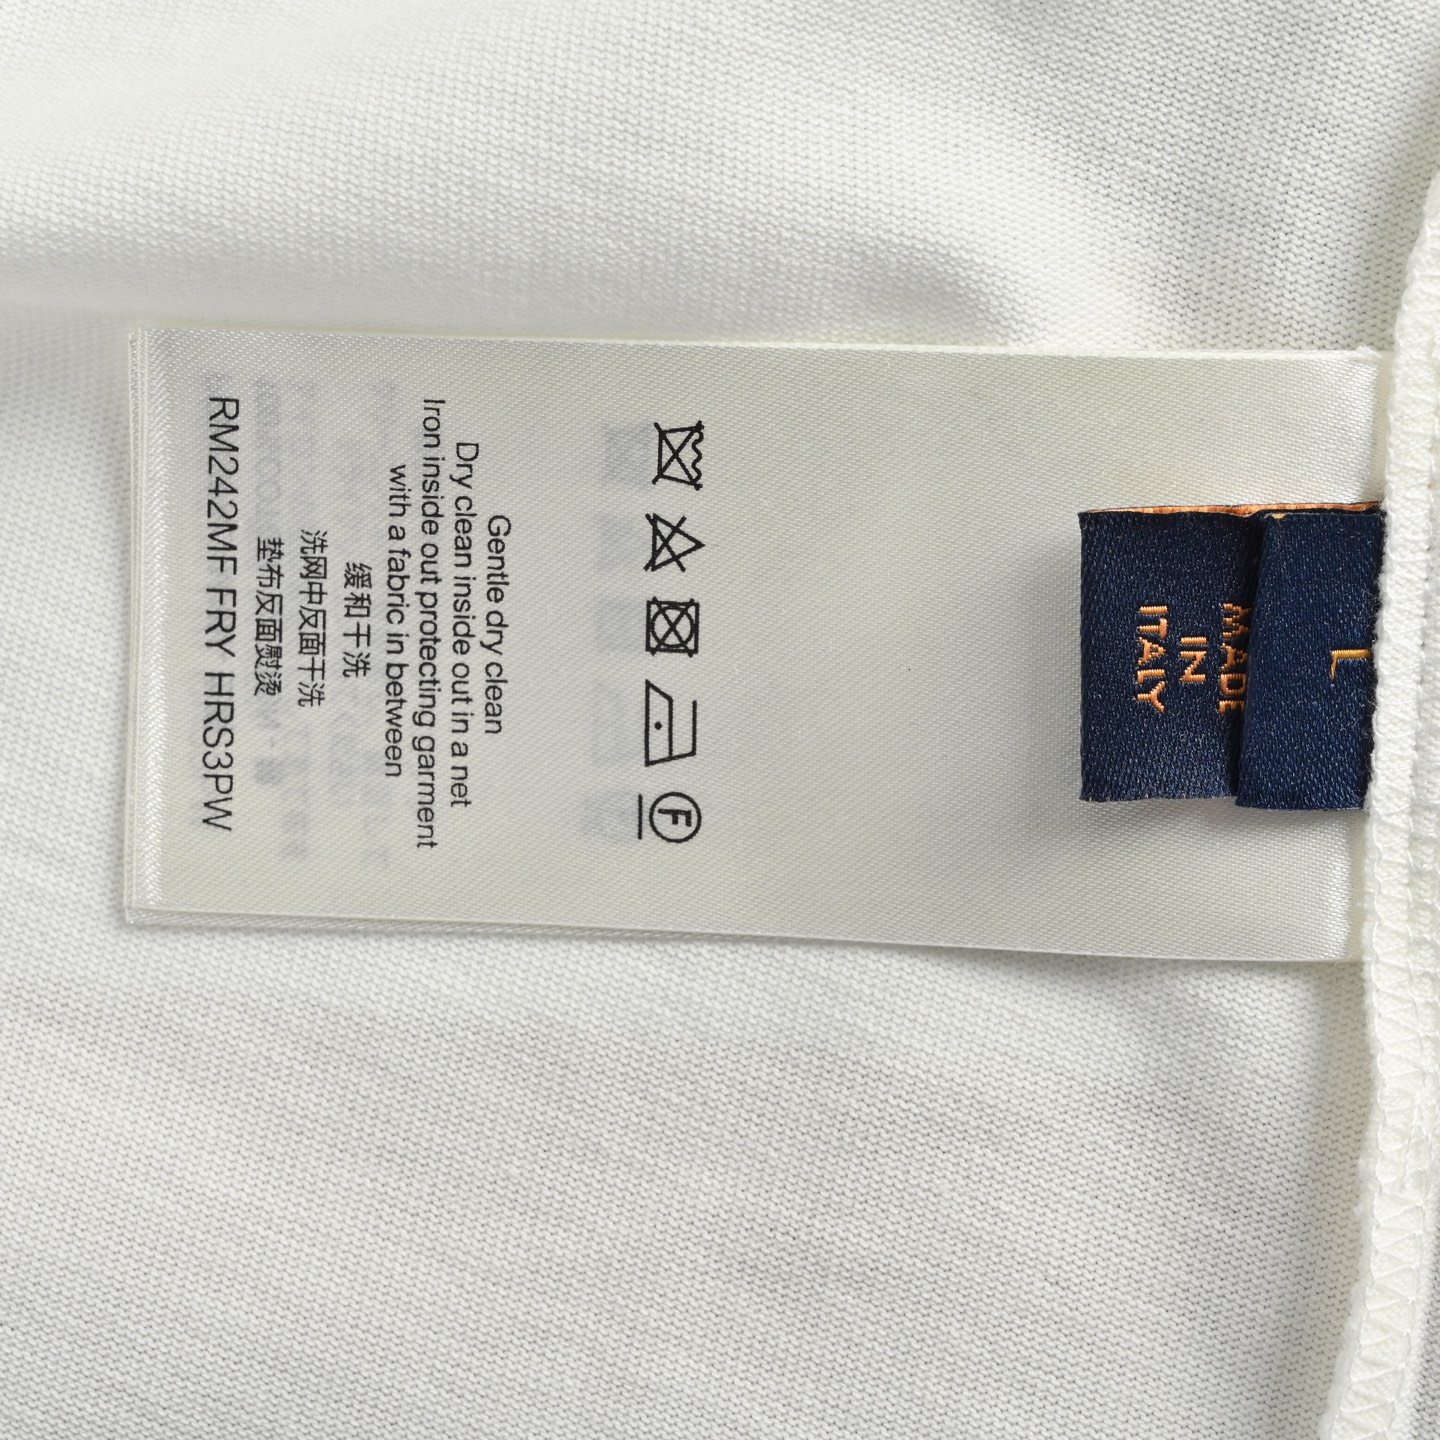 L
MADE
IN
ITALY
F
Gentle dry clean
Dry clean inside out in a net
Iron inside out protecting garment
with a fabric in between
缓和干洗
洗网中反面干洗
垫布反面熨烫
RM242MF FRY HRS3PW